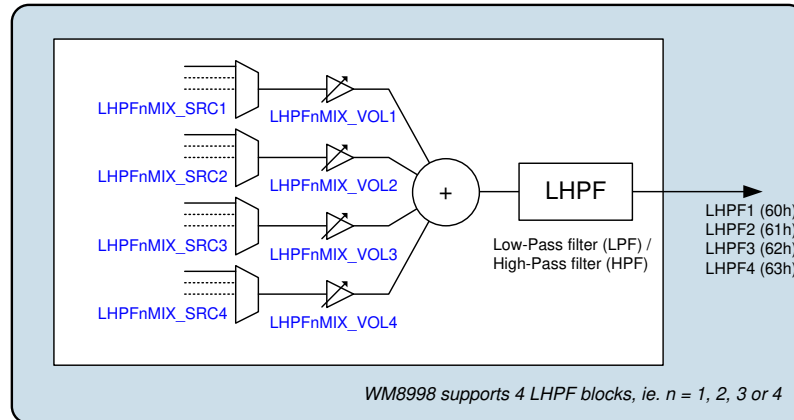 LHPFnMIX_SRC1
LHPFnMIX_VOL1
LHPFnMIX_SRC2
LHPFnMIX_VOL2
LHPFnMIX_SRC3
LHPFnMIX_VOL3
LHPFnMIX_SRC4
LHPFnMIX_VOL4
+
LHPF
Low-Pass filter (LPF) /
High-Pass filter (HPF)
LHPF1 (60h)
LHPF2 (61h)
LHPF3 (62h)
LHPF4 (63h)
WM8998 supports 4 LHPF blocks, ie. n = 1, 2, 3 or 4